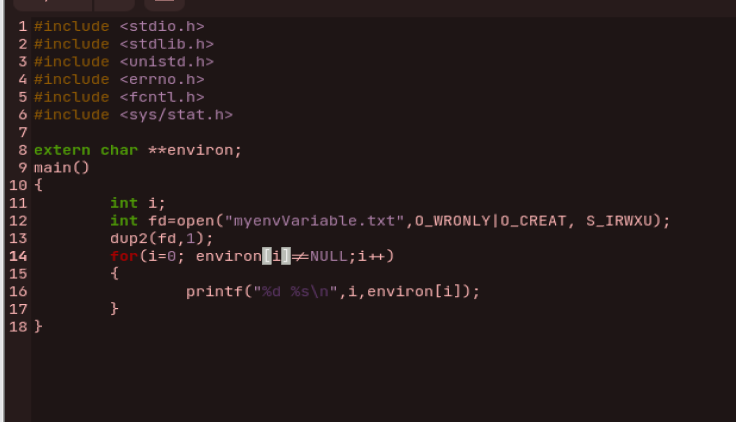 1 #include <stdio.h>
2 #include <stdlib.h>
3 #include <unistd.h>
4 #include <errno.h>
5 #include <fcntl.h>
6 #include <sys/stat.h>
7
8 extern char **environ;
9 main()
10 {
11         int i;
12         int fd=open("myenvVariable.txt",O_WRONLY|O_CREAT, S_IRWXU);
13         dup2(fd,1);
14         for(i=0; environ[i]!=NULL;i++)
15         {
16                 printf("%d %s\n",i,environ[i]);
17         }
18 }